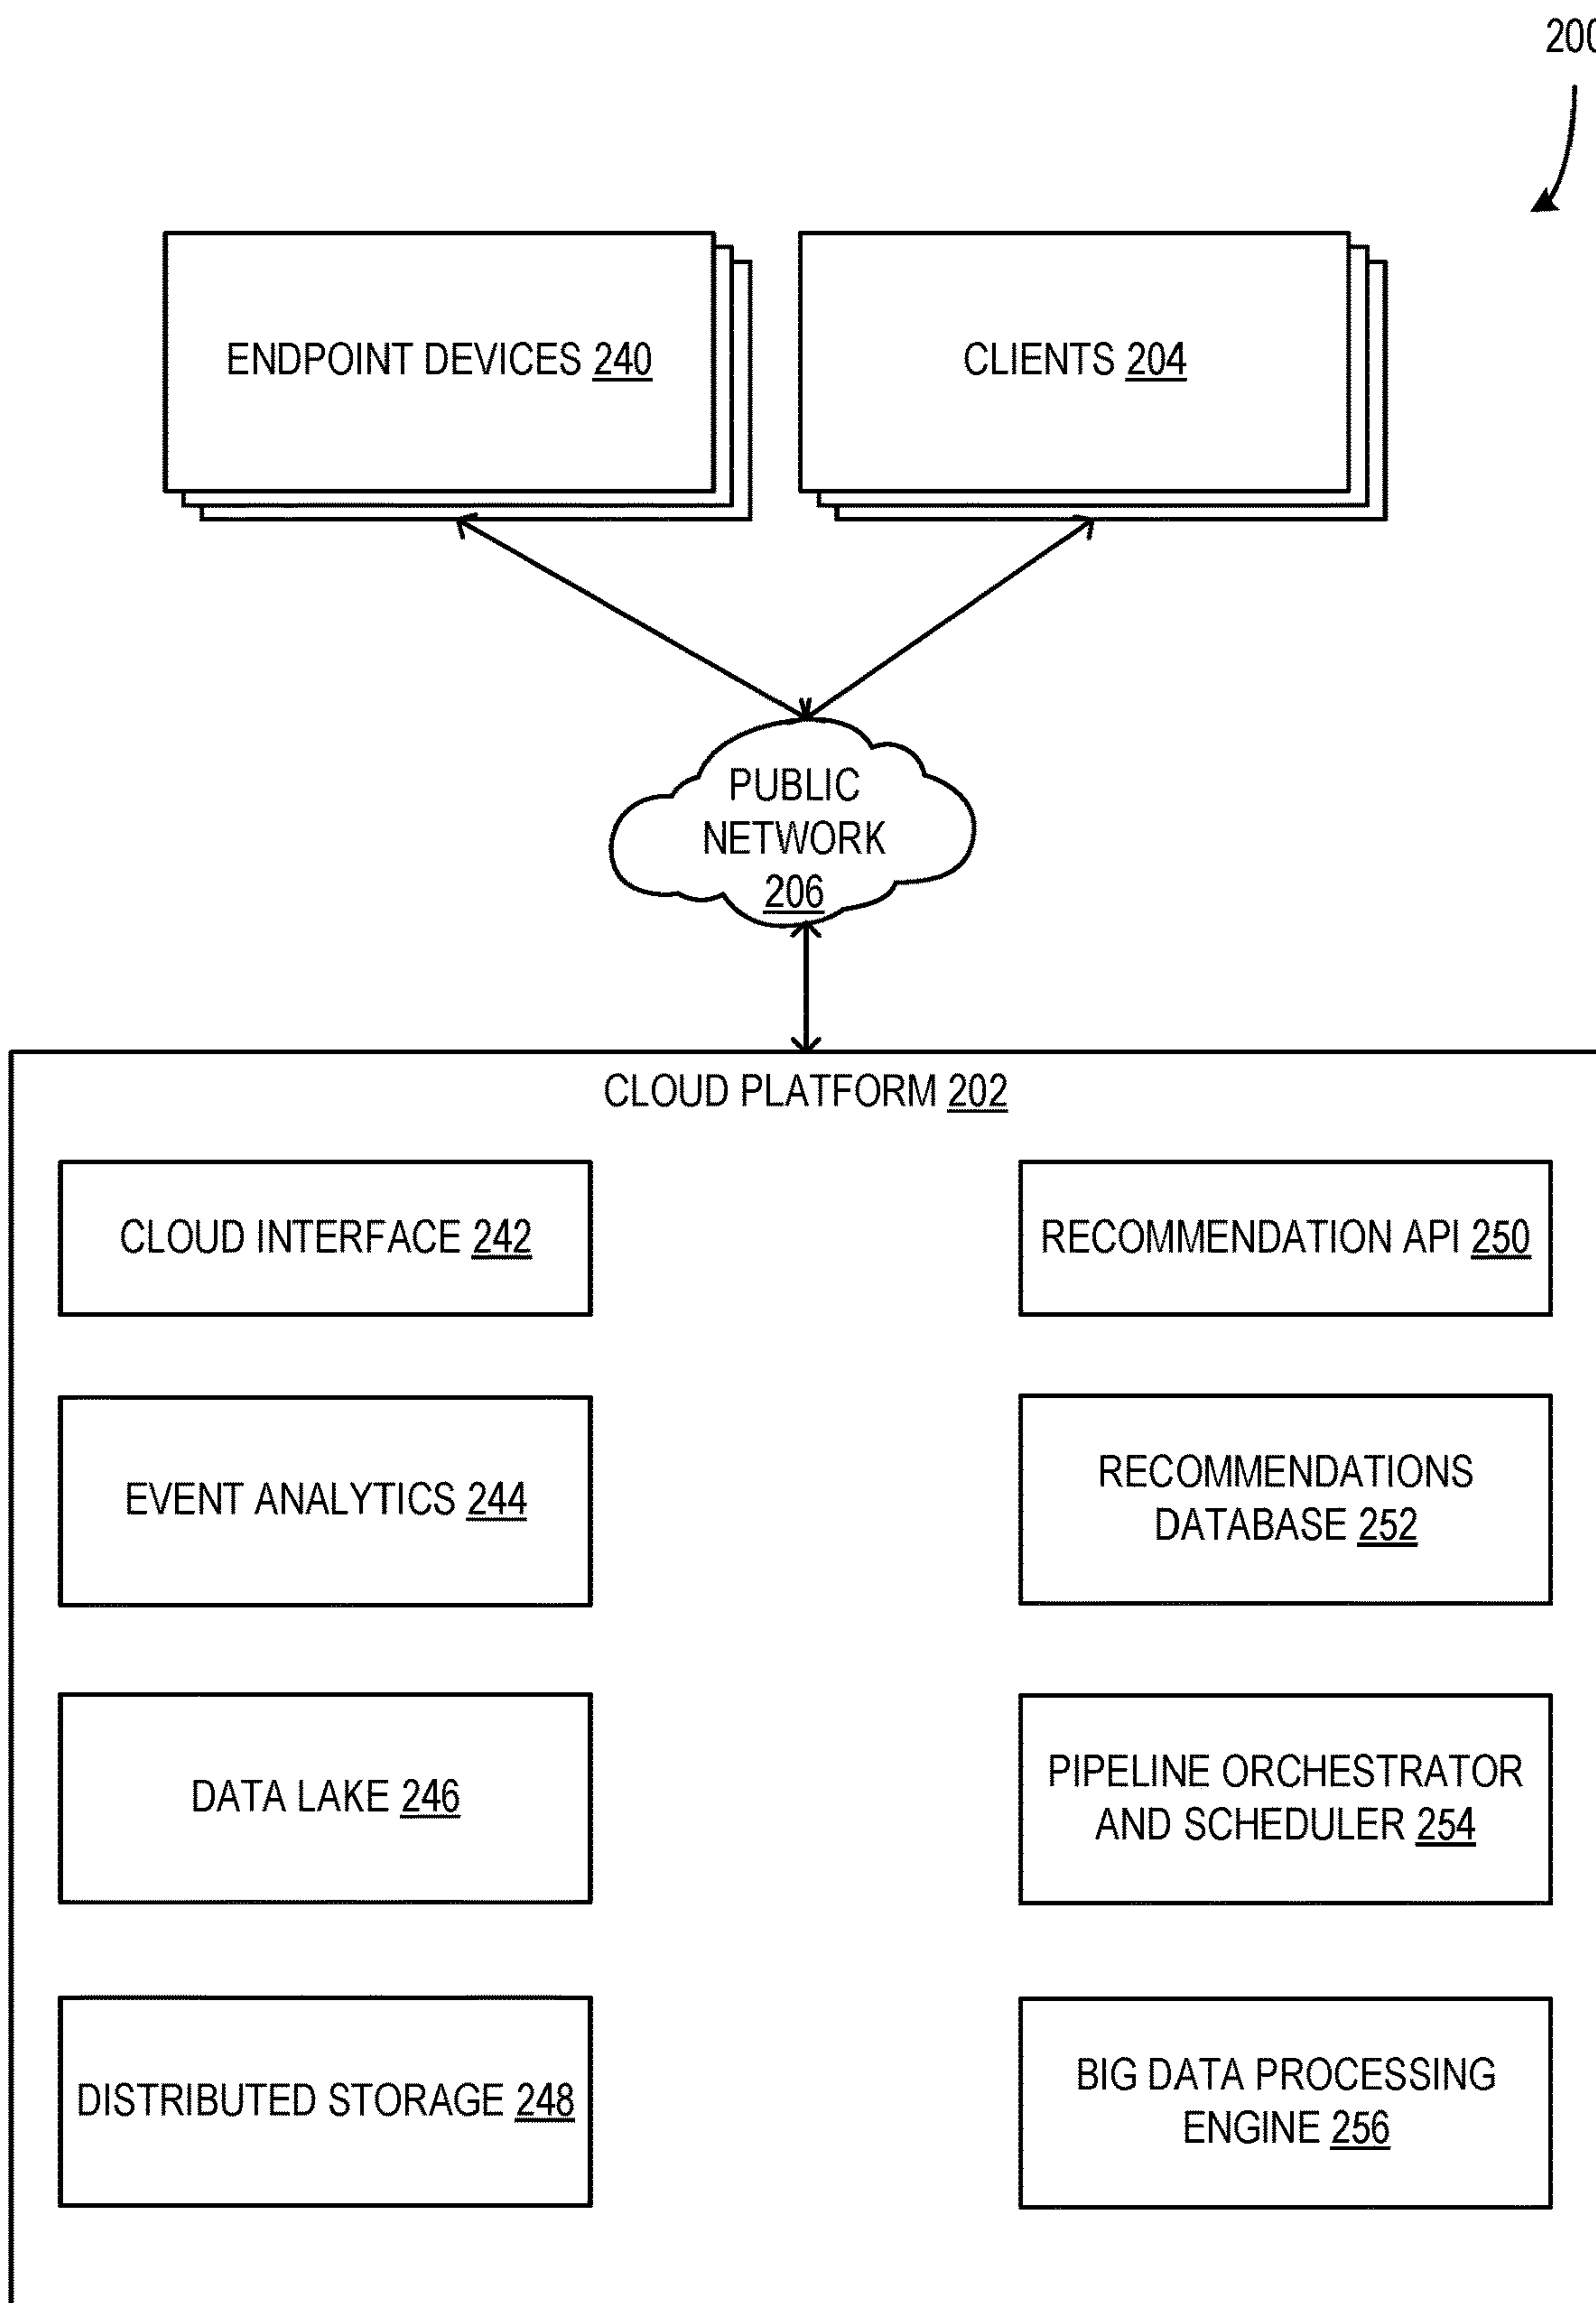 200
ENDPOINT DEVICES 240
CLIENTS 204
PUBLIC
NETWORK
206
CLOUD PLATFORM 202
CLOUD INTERFACE 242
RECOMMENDATION API 250
EVENT ANALYTICS 244
RECOMMENDATIONS
DATABASE 252
DATA LAKE 246
PIPELINE ORCHESTRATOR
AND SCHEDULER 254
DISTRIBUTED STORAGE 248
BIG DATA PROCESSING
ENGINE 256